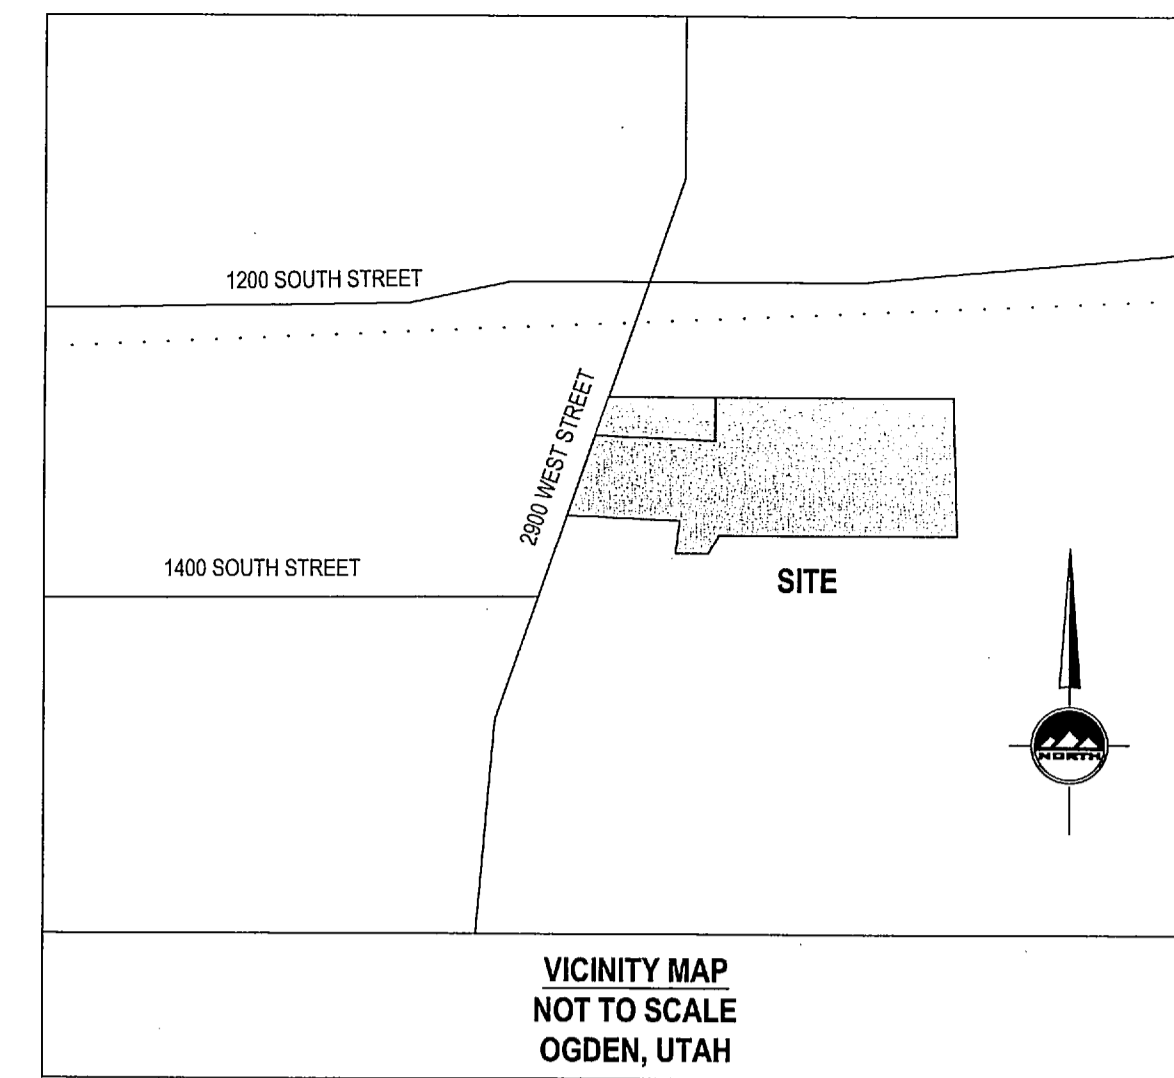 1200 SOUTH STREET
2900 WEST STREET
1400 SOUTH STREET
SITE
NORTH
VICINITY MAP
NOT TO SCALE
OGDEN, UTAH